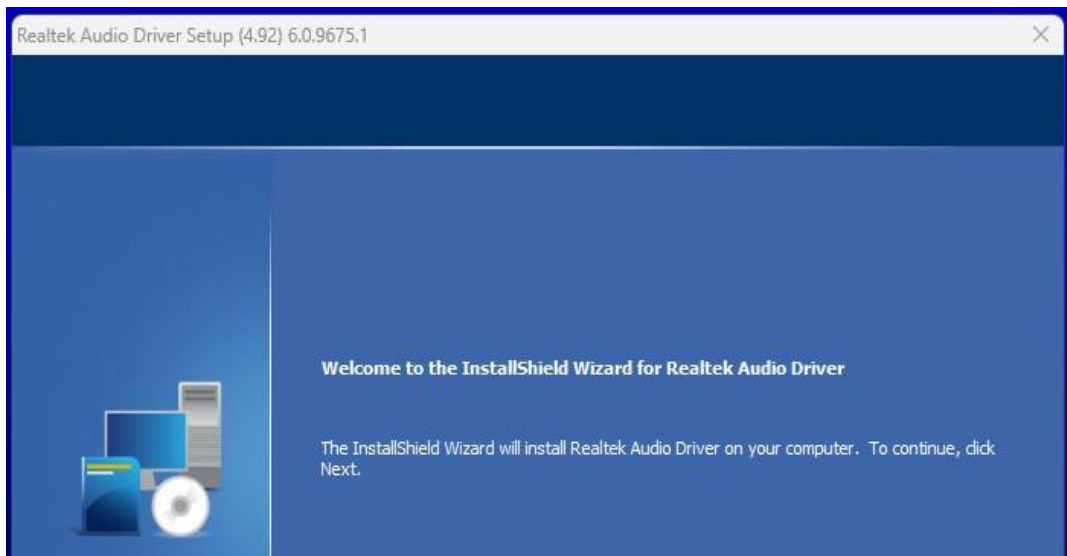 Realtek Audio Driver Setup (4.92) 6.0.9675.1
Welcome to the InstallShield Wizard for Realtek Audio Driver
The InstallShield Wizard will install Realtek Audio Driver on your computer. To continue, click
Next.